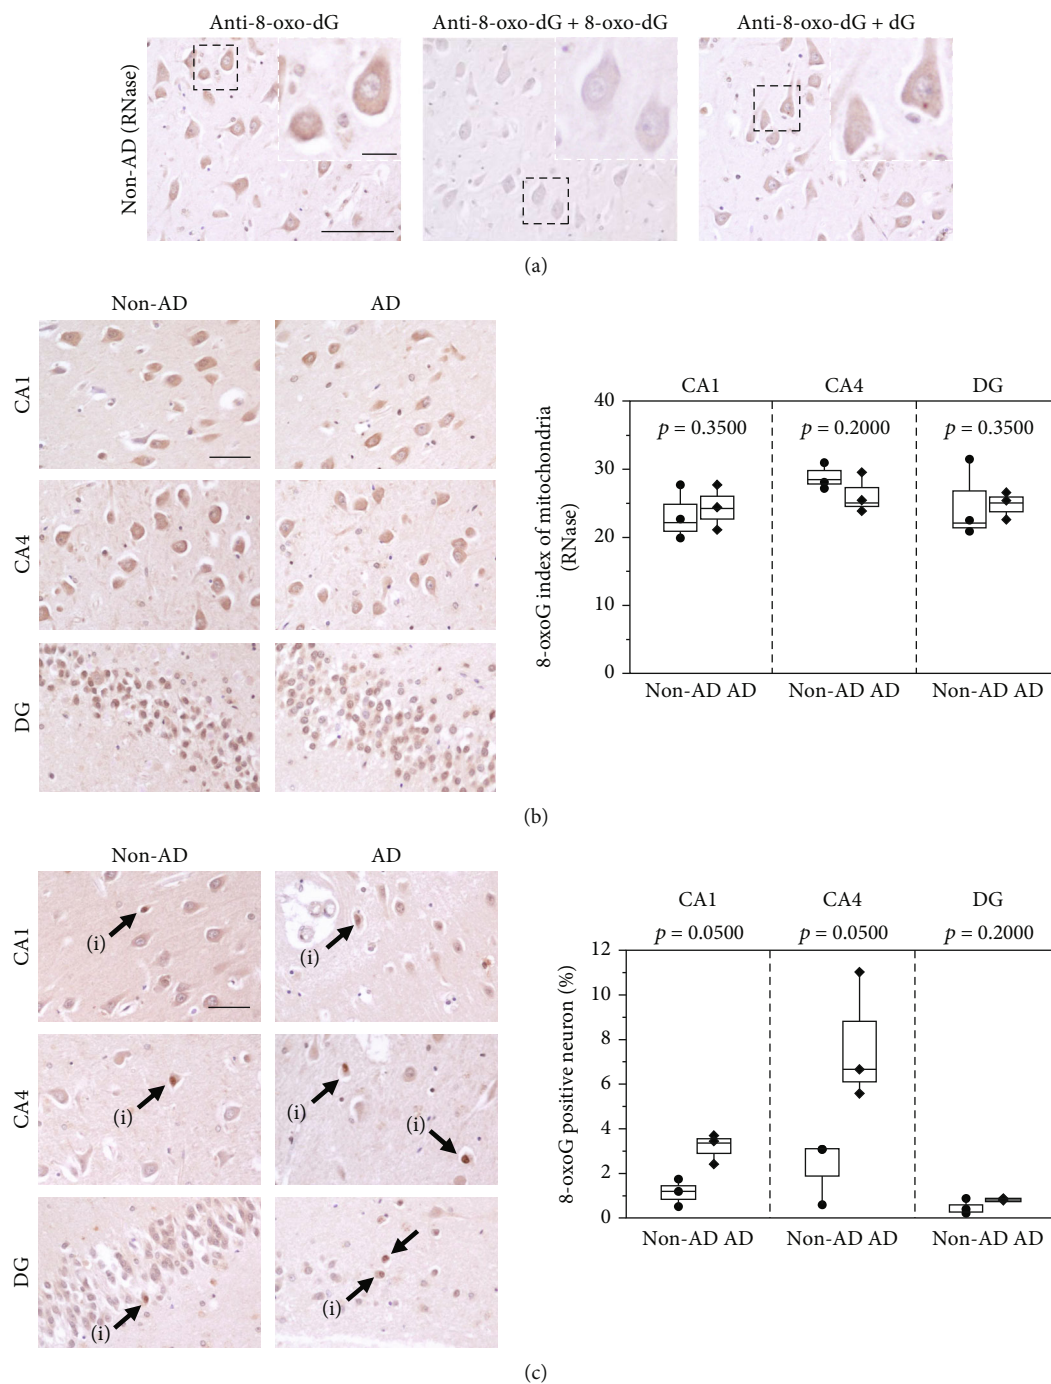 Anti-8-oxo-dG
Anti-8-oxo-dG + 8-oxo-dG
Anti-8-oxo-dG + dG
Non-AD (RNase)
(a)
Non-AD
AD
CA1
CA4
DG
8-oxoG index of mitochondria
(RNase)
CA1
CA4
DG
p = 0.3500
p = 0.2000
p = 0.3500
40
30
20
10
0
Non-AD AD
Non-AD AD
Non-AD AD
(b)
Non-AD
AD
CA1
(i)
(i)
CA4
(i)
(i)
(i)
DG
(i)
(i)
8-oxoG positive neuron (%)
CA1
CA4
DG
p = 0.0500
p = 0.0500
p = 0.2000
12
10
8
6
4
2
0
Non-AD AD
Non-AD AD
Non-AD AD
(c)